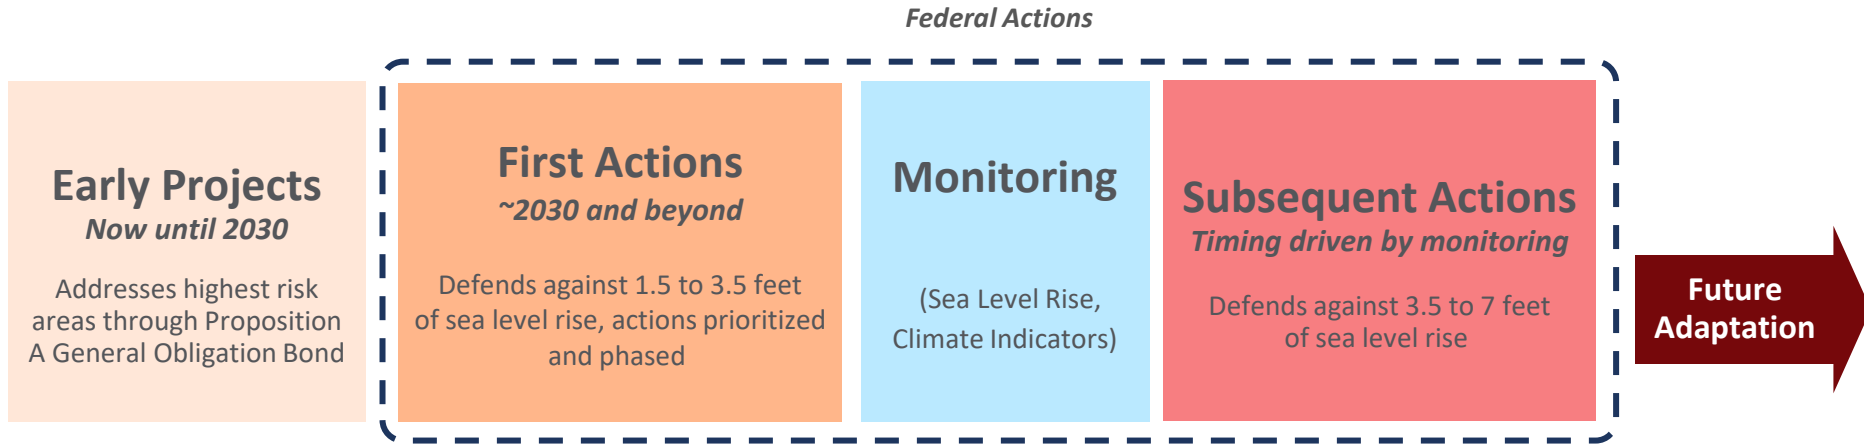 Federal Actions
Early Projects
Now until 2030
Addresses highest risk
areas through Proposition
A General Obligation Bond
First Actions
~2030 and beyond
Defends against 1.5 to 3.5 feet
of sea level rise, actions prioritized
and phased
Monitoring
(Sea Level Rise,
Climate Indicators)
Subsequent Actions
Timing driven by monitoring
Defends against 3.5 to 7 feet
of sea level rise
Future
Adaptation